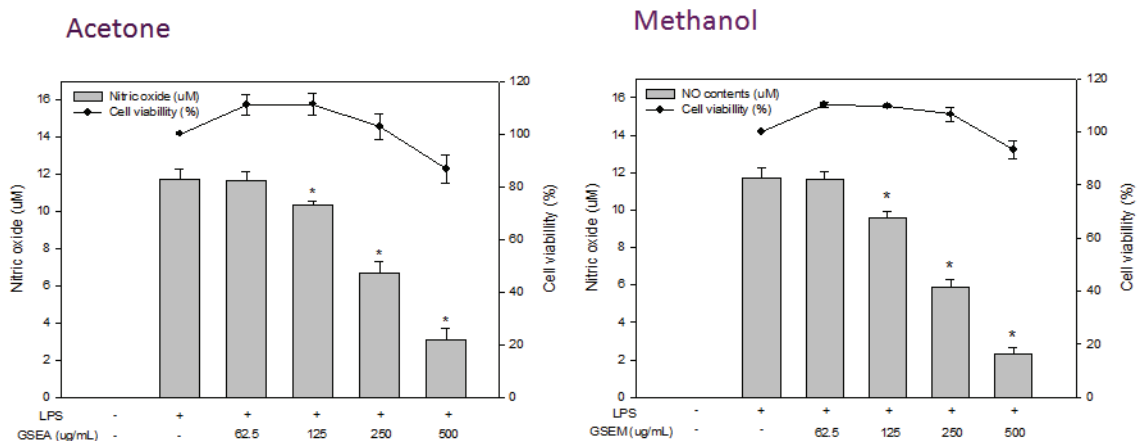 Acetone
Methanol
Nitric oxide (uM)
Cell viabillity (%)
16
14
12
10
8
6
4
2
0
Nitric oxide (uM)
120
100
80
60
40
20
0
Cell viability (%)
*
*
*
LPS - + + + + +
GSEA (ug/mL) - - 62.5 125 250 500
NO contents (uM)
Cell viabillity (%)
16
14
12
10
8
6
4
2
0
Nitric oxide (uM)
120
100
80
60
40
20
0
Cell viability (%)
*
*
*
LPS - + + + + +
GSEM (ug/mL) - - 62.5 125 250 500